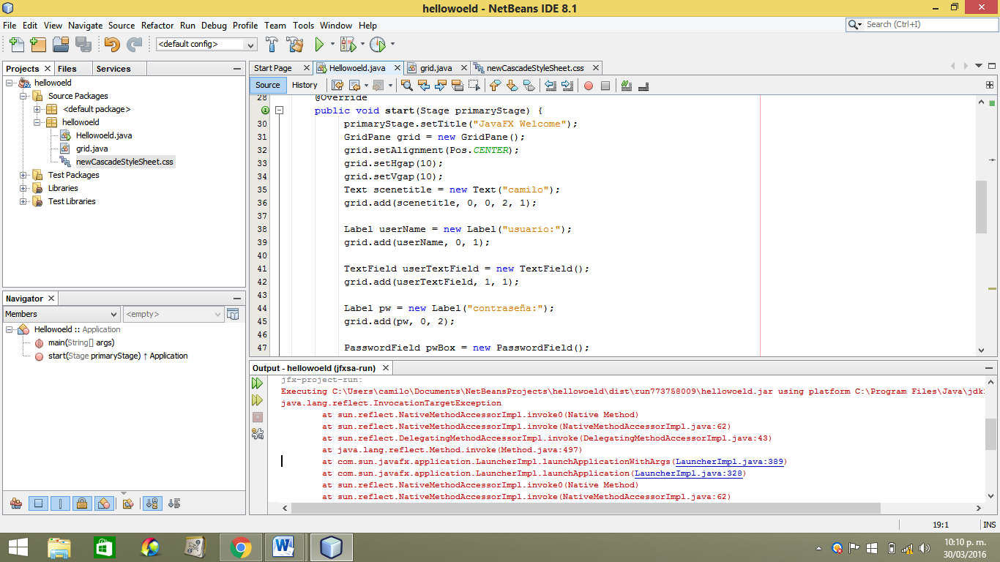 hellowoeld - NetBeans IDE 8.1
File Edit View Navigate Source Refactor Run Debug Profile Team Tools Window Help
Search (Ctrl+I)
<default config>
Projects Files Services
hellowoeld
Source Packages
<default package>
hellowoeld
Hellowoeld.java
grid.java
newCascadeStyleSheet.css
Test Packages
Libraries
Test Libraries
Navigator
Members <empty>
Hellowoeld :: Application
main(String[] args)
start(Stage primaryStage) ↑ Application
Start Page Hellowoeld.java grid.java newCascadeStyleSheet.css
Source History
28 @Override
public void start(Stage primaryStage) {
30 primaryStage.setTitle("JavaFX Welcome");
31 GridPane grid = new GridPane();
32 grid.setAlignment(Pos.CENTER);
33 grid.setHgap(10);
34 grid.setVgap(10);
35 Text scenetitle = new Text("camilo");
36 grid.add(scenetitle, 0, 0, 2, 1);
37
38 Label userName = new Label("usuario:");
39 grid.add(userName, 0, 1);
40
41 TextField userTextField = new TextField();
42 grid.add(userTextField, 1, 1);
43
44 Label pw = new Label("contraseña:");
45 grid.add(pw, 0, 2);
46
47 PasswordField pwBox = new PasswordField();
Output - hellowoeld (jfxsa-run)
jfx-project-run:
Executing C:\Users\camilo\Documents\NetBeansProjects\hellowoeld\dist\run773758009\hellowoeld.jar using platform C:\Program Files\Java\jdk
java.lang.reflect.InvocationTargetException
at sun.reflect.NativeMethodAccessorImpl.invoke0(Native Method)
at sun.reflect.NativeMethodAccessorImpl.invoke(NativeMethodAccessorImpl.java:62)
at sun.reflect.DelegatingMethodAccessorImpl.invoke(DelegatingMethodAccessorImpl.java:43)
at java.lang.reflect.Method.invoke(Method.java:497)
at com.sun.javafx.application.LauncherImpl.launchApplicationWithArgs(LauncherImpl.java:389)
at com.sun.javafx.application.LauncherImpl.launchApplication(LauncherImpl.java:328)
at sun.reflect.NativeMethodAccessorImpl.invoke0(Native Method)
at sun.reflect.NativeMethodAccessorImpl.invoke(NativeMethodAccessorImpl.java:62)
19:1 INS
10:10 p. m.
30/03/2016